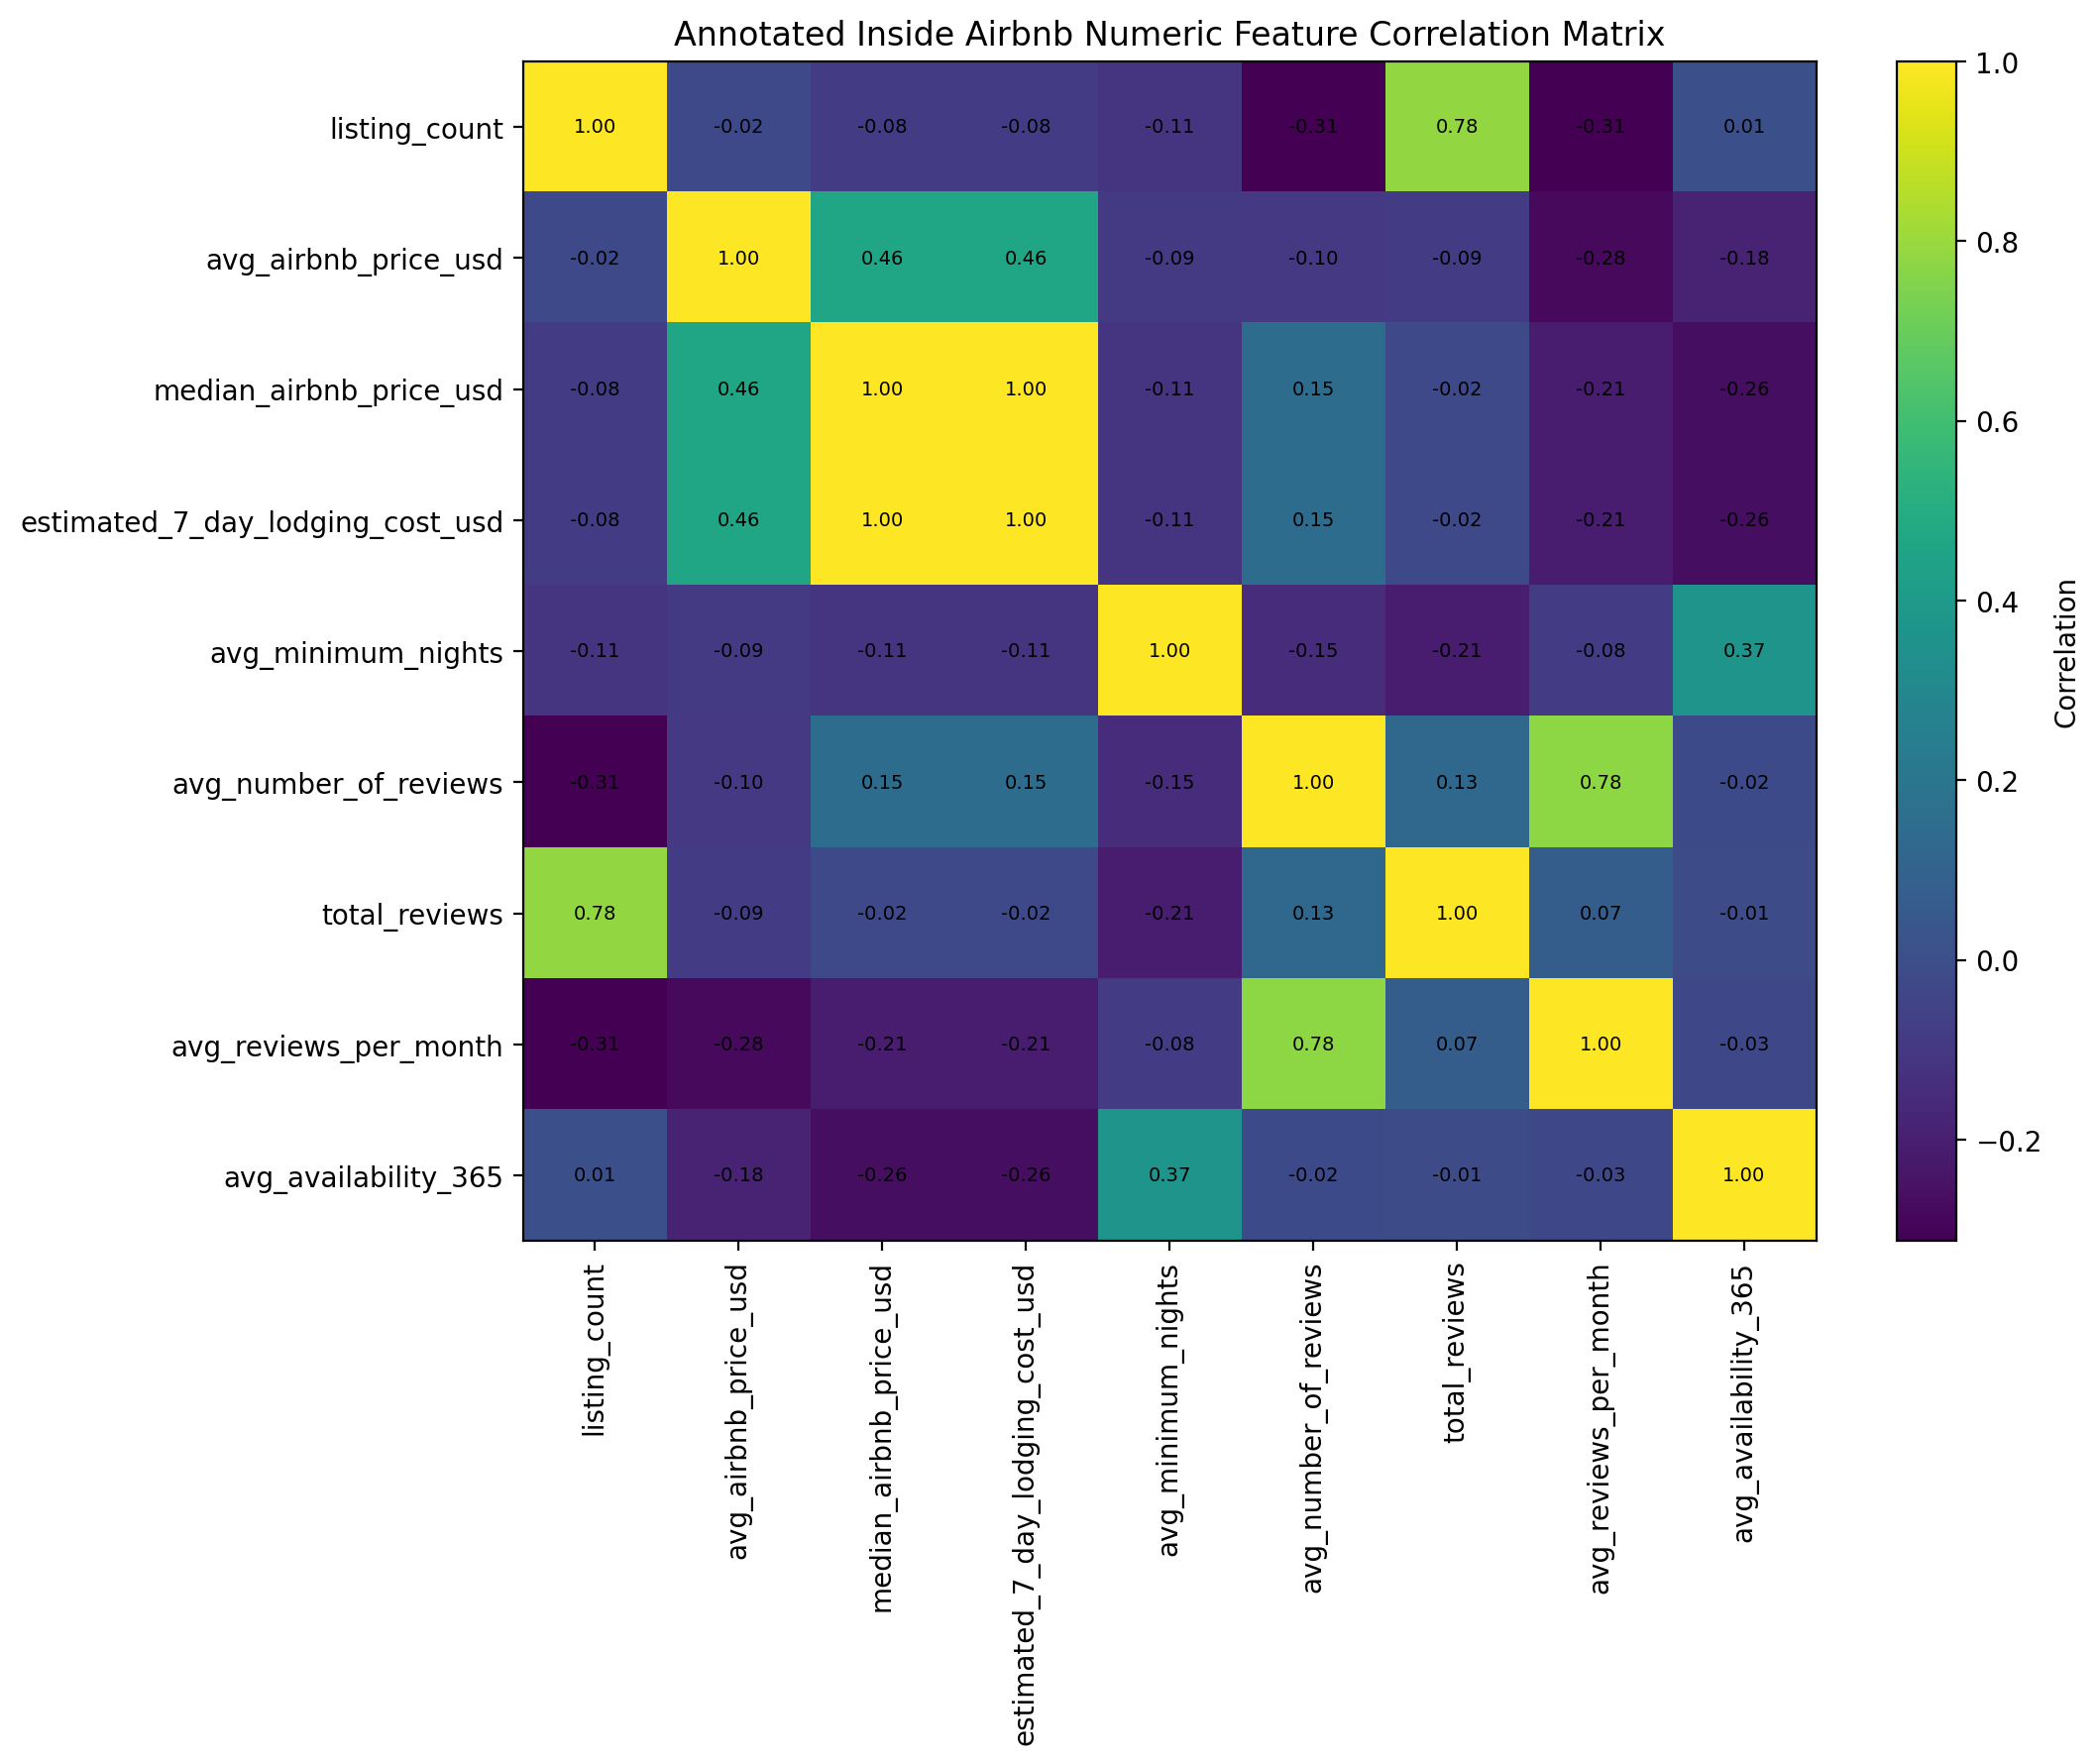 Annotated Inside Airbnb Numeric Feature Correlation Matrix
listing_count 1.00 -0.02 -0.08 -0.08 -0.11 -0.31 0.78 -0.31 0.01
avg_airbnb_price_usd -0.02 1.00 0.46 0.46 -0.09 -0.10 -0.09 -0.28 -0.18
median_airbnb_price_usd -0.08 0.46 1.00 1.00 -0.11 0.15 -0.02 -0.21 -0.26
estimated_7_day_lodging_cost_usd -0.08 0.46 1.00 1.00 -0.11 0.15 -0.02 -0.21 -0.26
avg_minimum_nights -0.11 -0.09 -0.11 -0.11 1.00 -0.15 -0.21 -0.08 0.37
avg_number_of_reviews -0.31 -0.10 0.15 0.15 -0.15 1.00 0.13 0.78 -0.02
total_reviews 0.78 -0.09 -0.02 -0.02 -0.21 0.13 1.00 0.07 -0.01
avg_reviews_per_month -0.31 -0.28 -0.21 -0.21 -0.08 0.78 0.07 1.00 -0.03
avg_availability_365 0.01 -0.18 -0.26 -0.26 0.37 -0.02 -0.01 -0.03 1.00
listing_count
avg_airbnb_price_usd
median_airbnb_price_usd
estimated_7_day_lodging_cost_usd
avg_minimum_nights
avg_number_of_reviews
total_reviews
avg_reviews_per_month
avg_availability_365
1.0
0.8
0.6
0.4
0.2
0.0
−0.2
Correlation